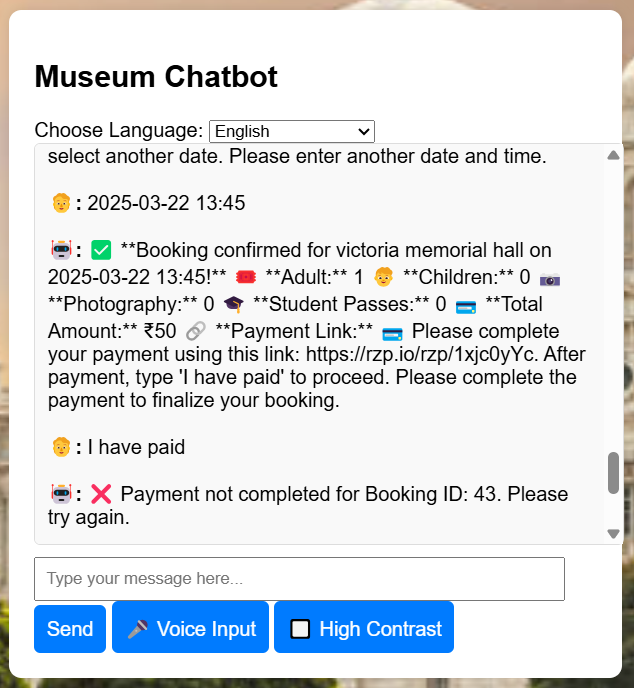 Museum Chatbot
Choose Language: English
select another date. Please enter another date and time.
🧑: 2025-03-22 13:45
🤖: ✅ **Booking confirmed for victoria memorial hall on
2025-03-22 13:45!** 🎟️ **Adult:** 1 🧒 **Children:** 0 📸
**Photography:** 0 🎓 **Student Passes:** 0 💳 **Total
Amount:** ₹50 🔗 **Payment Link:** 💳 Please complete
your payment using this link: https://rzp.io/rzp/1xjc0yYc. After
payment, type 'I have paid' to proceed. Please complete the
payment to finalize your booking.
🧑: I have paid
🤖: ❌ Payment not completed for Booking ID: 43. Please
try again.
Type your message here...
Send 🎤 Voice Input High Contrast